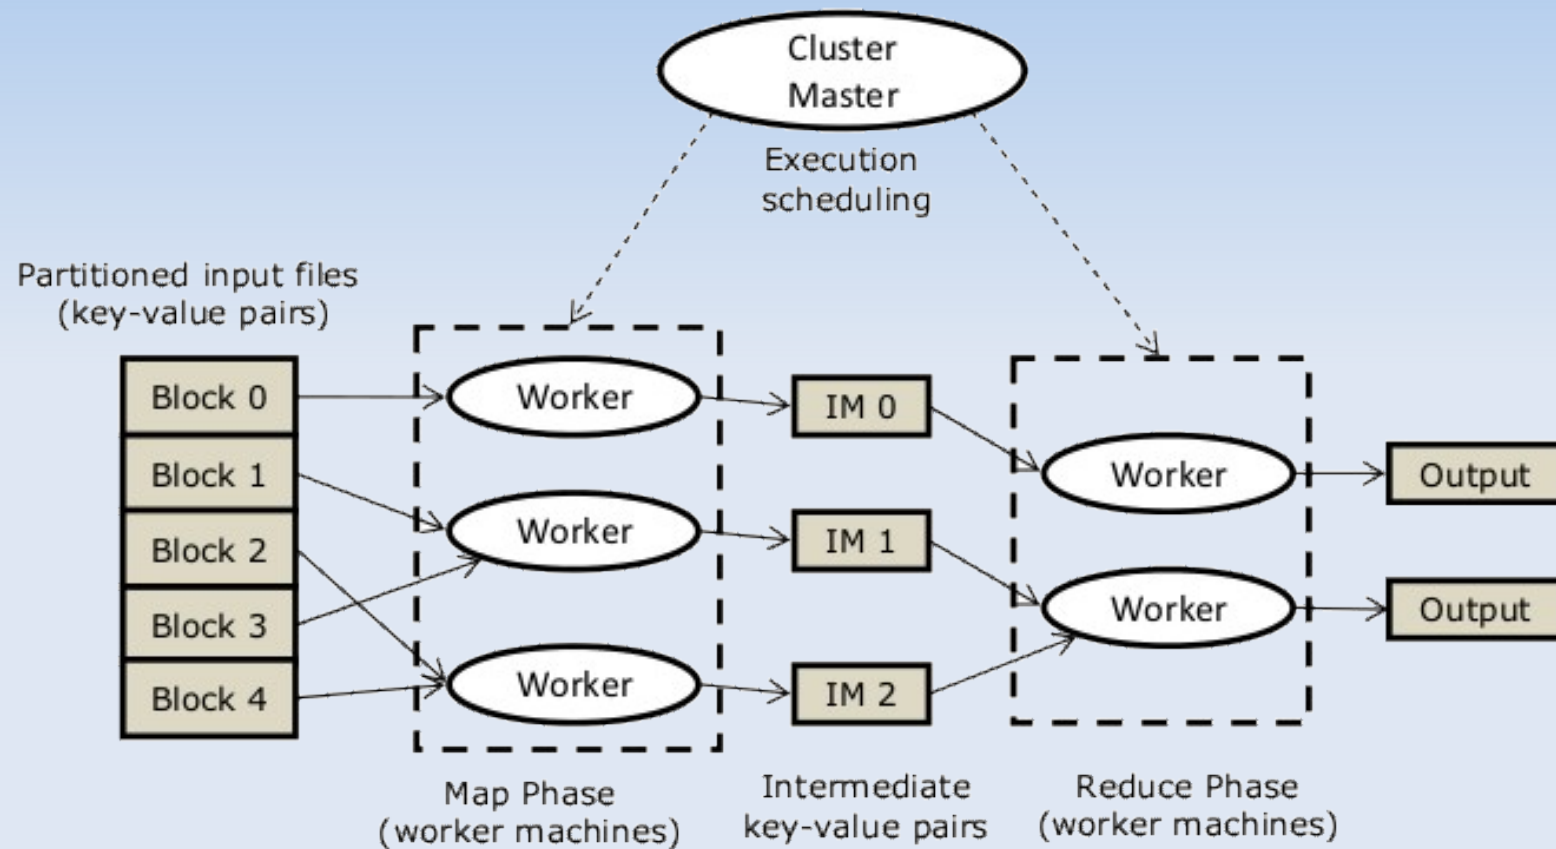 Cluster
Master
Execution
scheduling
Partitioned input files
(key-value pairs)
Block 0
Block 1
Block 2
Block 3
Block 4
Worker
Worker
Worker
Map Phase
(worker machines)
IM 0
IM 1
IM 2
Intermediate
key-value pairs
Worker
Worker
Reduce Phase
(worker machines)
Output
Output